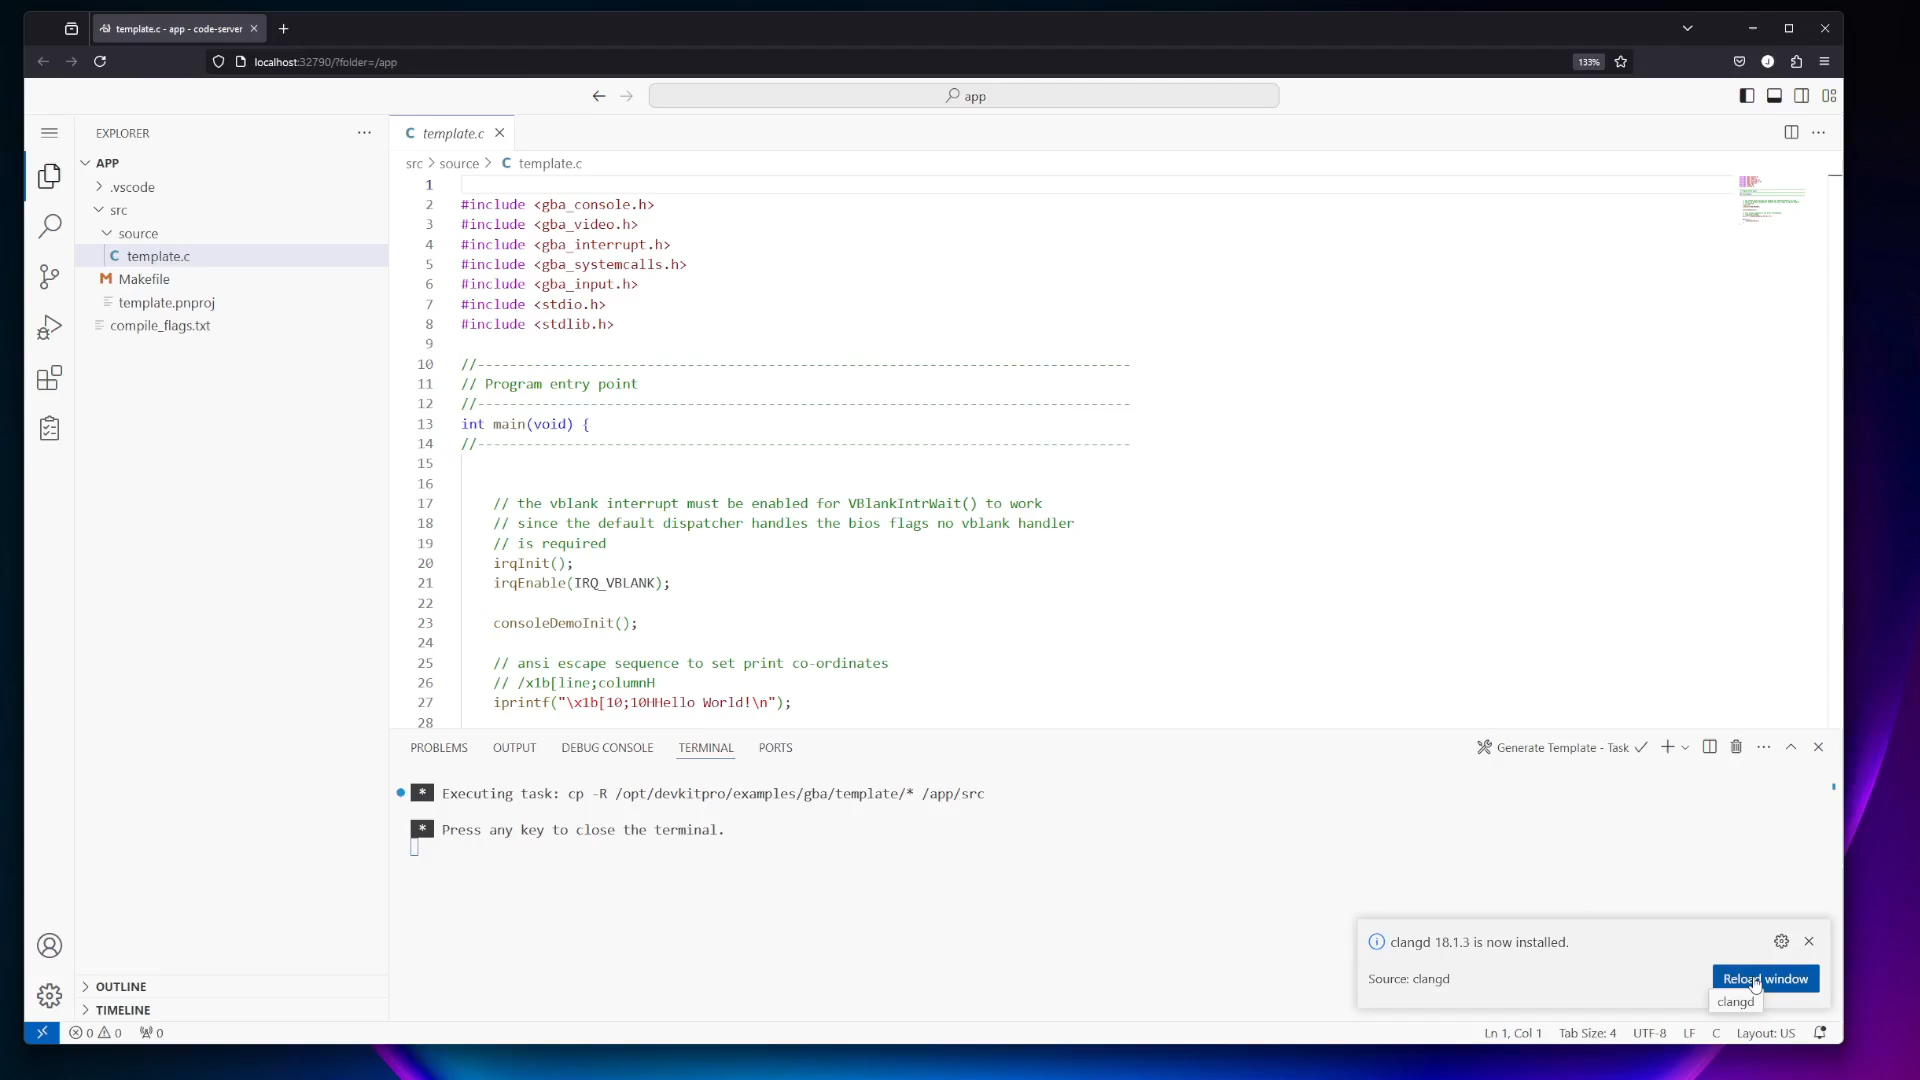 template.c - app - code-server
localhost:32790/?folder=/app
133%
J
app
EXPLORER
APP
.vscode
src
source
C template.c
M Makefile
template.pnproj
compile_flags.txt
OUTLINE
TIMELINE
C template.c
src > source > C template.c
1
2 #include <gba_console.h>
3 #include <gba_video.h>
4 #include <gba_interrupt.h>
5 #include <gba_systemcalls.h>
6 #include <gba_input.h>
7 #include <stdio.h>
8 #include <stdlib.h>
9
10 //---------------------------------------------------------------------------------
11 // Program entry point
12 //---------------------------------------------------------------------------------
13 int main(void) {
14 //---------------------------------------------------------------------------------
15
16
17 // the vblank interrupt must be enabled for VBlankIntrWait() to work
18 // since the default dispatcher handles the bios flags no vblank handler
19 // is required
20 irqInit();
21 irqEnable(IRQ_VBLANK);
22
23 consoleDemoInit();
24
25 // ansi escape sequence to set print co-ordinates
26 // /x1b[line;columnH
27 iprintf("\x1b[10;10HHello World!\n");
28
PROBLEMS OUTPUT DEBUG CONSOLE TERMINAL PORTS
Generate Template - Task
* Executing task: cp -R /opt/devkitpro/examples/gba/template/* /app/src
* Press any key to close the terminal.
clangd 18.1.3 is now installed.
Source: clangd
Reload window
clangd
0 0 0
Ln 1, Col 1 Tab Size: 4 UTF-8 LF C Layout: US